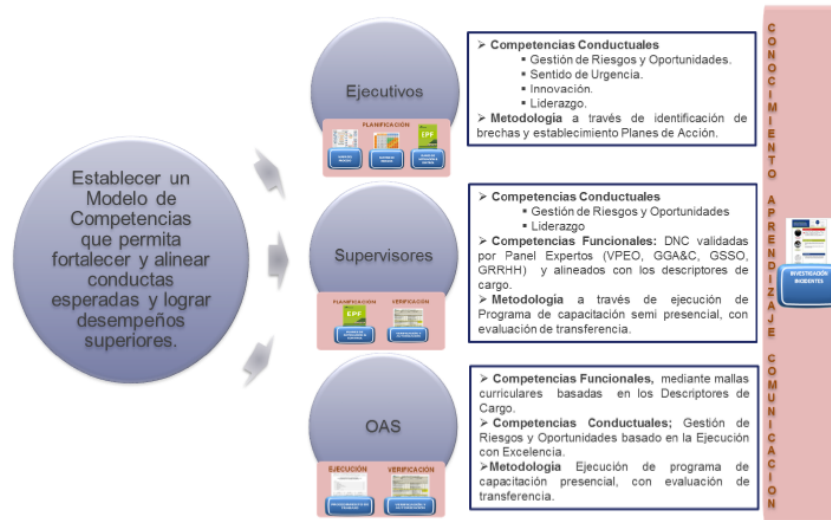 Establecer un
Modelo de
Competencias
que permita
fortalecer y alinear
conductas
esperadas y lograr
desempeños
superiores.
Ejecutivos
PLANIFICACIÓN
EPF
➢ Competencias Conductuales
▪ Gestión de Riesgos y Oportunidades.
▪ Sentido de Urgencia.
▪ Innovación.
▪ Liderazgo.
➢ Metodología a través de identificación de
brechas y establecimiento Planes de Acción.
Supervisores
PLANIFICACIÓN
VERIFICACIÓN
EPF
➢ Competencias Conductuales
▪ Gestión de Riesgos y Oportunidades
▪ Liderazgo
➢ Competencias Funcionales: DNC validadas
por Panel Expertos (VPEO, GGA&C, GSSO,
GRRHH) y alineados con los descriptores de
cargo.
➢ Metodología a través de ejecución de
Programa de capacitación semi presencial, con
evaluación de transferencia.
OAS
EJECUCIÓN
VERIFICACIÓN
➢ Competencias Funcionales, mediante mallas
curriculares basadas en los Descriptores de
Cargo.
➢ Competencias Conductuales; Gestión de
Riesgos y Oportunidades basado en la Ejecución
con Excelencia.
➢Metodologia Ejecución de programa de
capacitación presencial, con evaluación de
transferencia.
CONOCIMIENTO APRENDIZAJE COMUNICACION
INVESTIGACIÓN
INCIDENTES